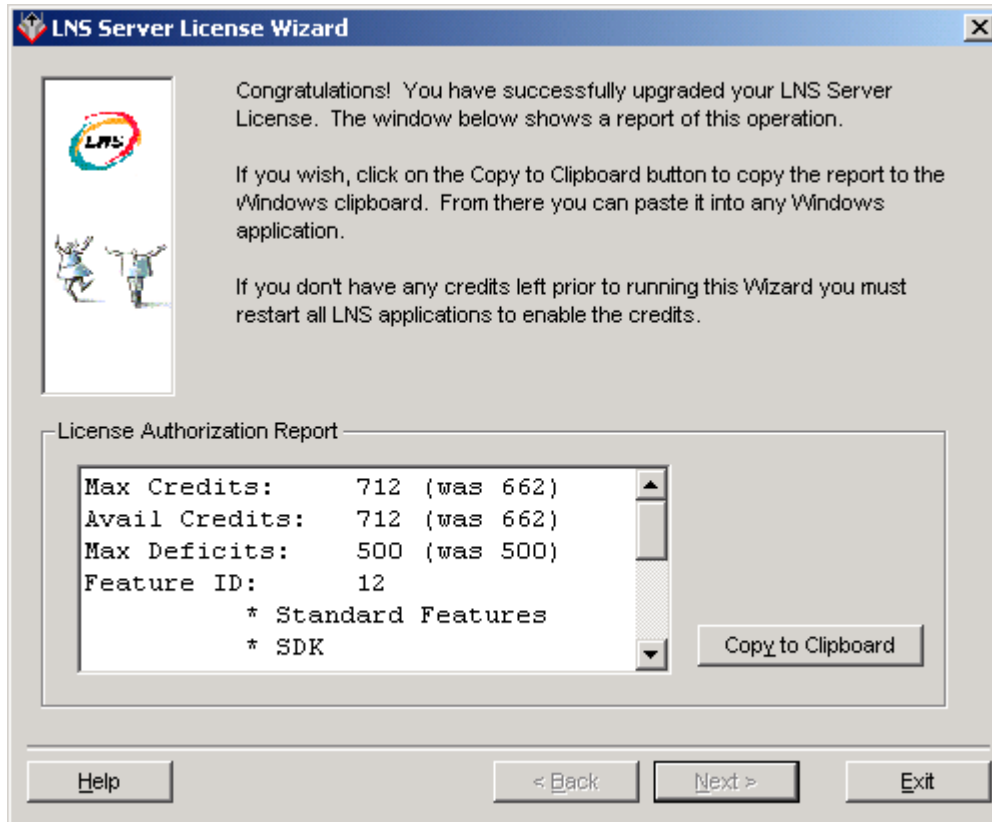 LNS Server License Wizard
LNS
Congratulations! You have successfully upgraded your LNS Server
License. The window below shows a report of this operation.
If you wish, click on the Copy to Clipboard button to copy the report to the
Windows clipboard. From there you can paste it into any Windows
application.
If you don't have any credits left prior to running this Wizard you must
restart all LNS applications to enable the credits.
License Authorization Report
Max Credits: 712 (was 662)
Avail Credits: 712 (was 662)
Max Deficits: 500 (was 500)
Feature ID: 12
* Standard Features
* SDK
Copy to Clipboard
Help
< Back
Next >
Exit